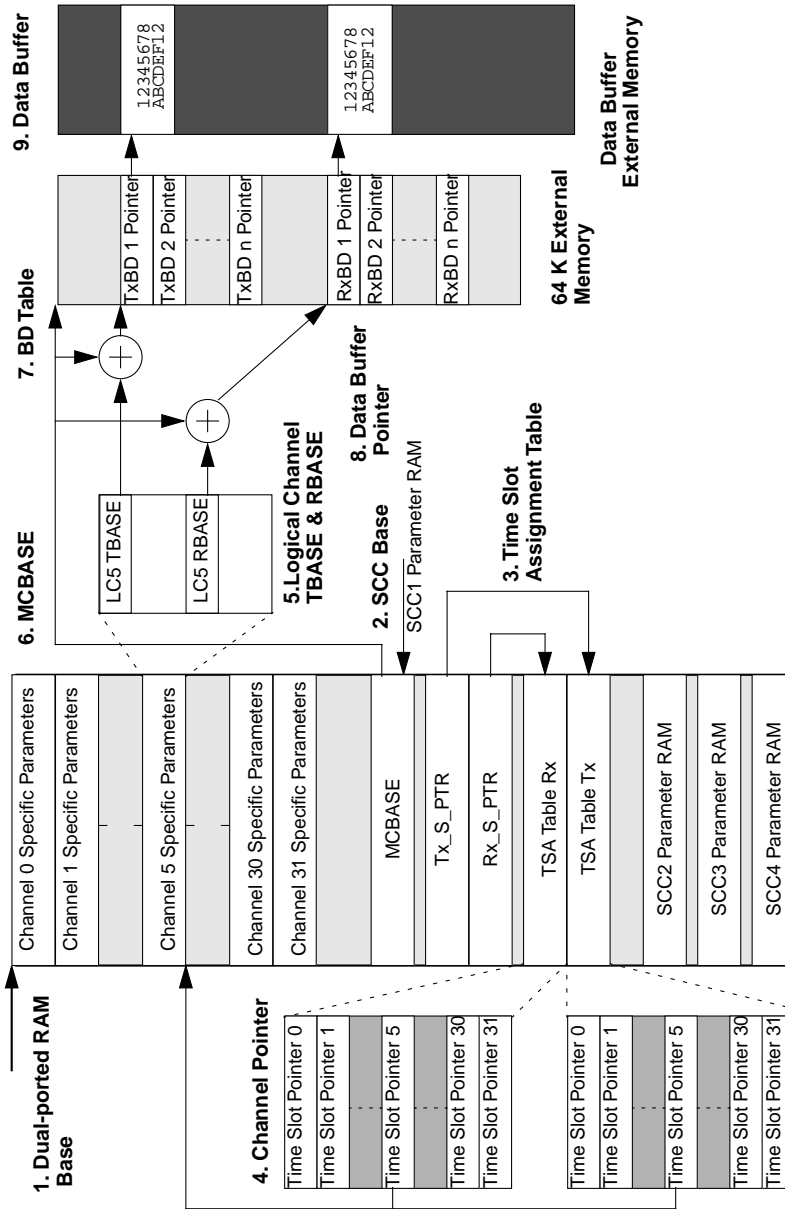 1. Dual-ported RAM
Base
Channel 0 Specific Parameters
Channel 1 Specific Parameters
Channel 5 Specific Parameters
Channel 30 Specific Parameters
Channel 31 Specific Parameters
MCBASE
Tx_S_PTR
Rx_S_PTR
TSA Table Rx
TSA Table Tx
SCC2 Parameter RAM
SCC3 Parameter RAM
SCC4 Parameter RAM
4. Channel Pointer
Time Slot Pointer 0
Time Slot Pointer 1
Time Slot Pointer 5
Time Slot Pointer 30
Time Slot Pointer 31
Time Slot Pointer 0
Time Slot Pointer 1
Time Slot Pointer 5
Time Slot Pointer 30
Time Slot Pointer 31
6. MCBASE
LC5 TBASE
LC5 RBASE
5.Logical Channel
TBASE & RBASE
2. SCC Base
SCC1 Parameter RAM
3. Time Slot
Assignment Table
7. BD Table
8. Data Buffer
Pointer
TxBD 1 Pointer
TxBD 2 Pointer
TxBD n Pointer
RxBD 1 Pointer
RxBD 2 Pointer
RxBD n Pointer
64 K External
Memory
9. Data Buffer
12345678
ABCDEF12
12345678
ABCDEF12
Data Buffer
External Memory